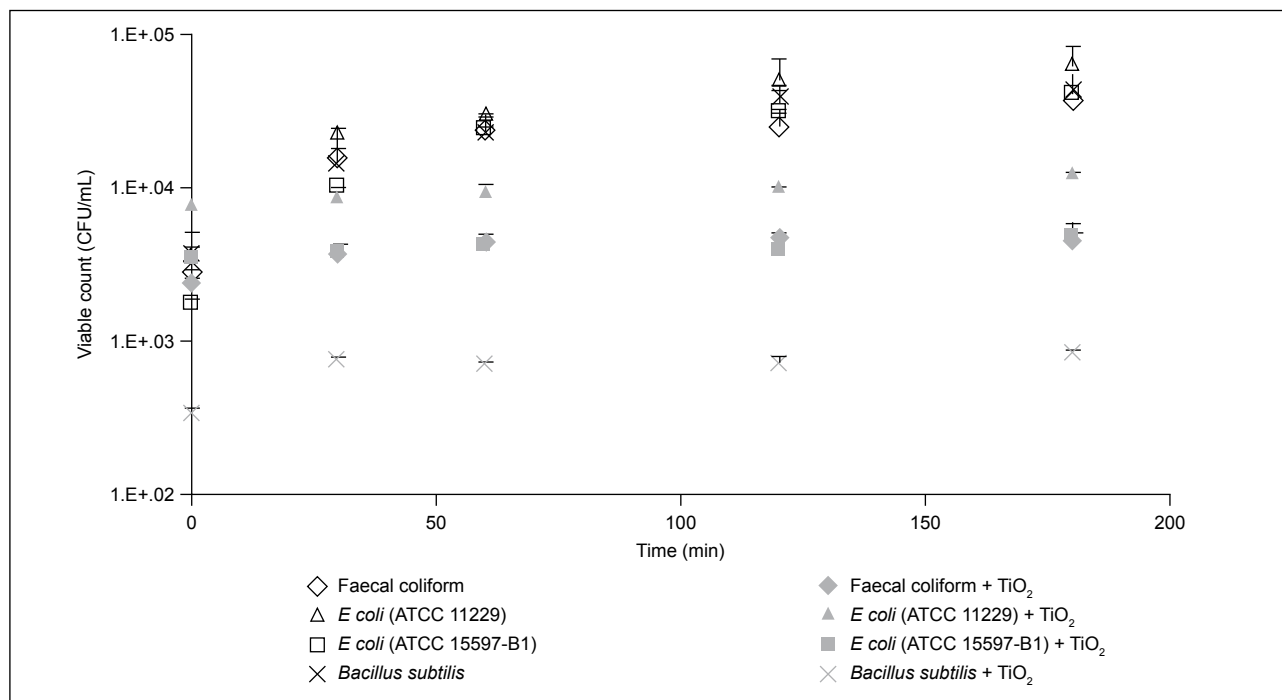 1.E+.05
1.E+.04
1.E+.03
1.E+.02
Viable count (CFU/mL)
0
50
100
150
200
Time (min)
Faecal coliform
E coli (ATCC 11229)
E coli (ATCC 15597-B1)
Bacillus subtilis
Faecal coliform + TiO₂
E coli (ATCC 11229) + TiO₂
E coli (ATCC 15597-B1) + TiO₂
Bacillus subtilis + TiO₂